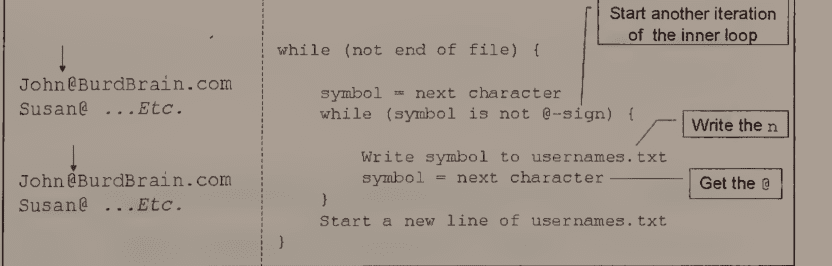 John@BurdBrain.com
Susan@ ...Etc.
John@BurdBrain.com
Susan@ ...Etc.
while (not end of file) {
symbol = next character
while (symbol is not @-sign) {
Write symbol to usernames.txt
symbol = next character
}
Start a new line of usernames.txt
}
Start another iteration
of the inner loop
Write the n
Get the @